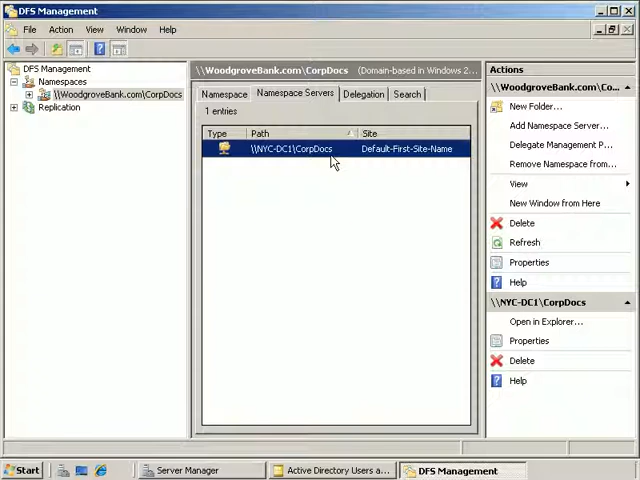 DFS Management
File Action View Window Help
DFS Management
Namespaces
\\WoodgroveBank.com\CorpDocs
Replication
\\WoodgroveBank.com\CorpDocs (Domain-based in Windows 2...
Namespace Namespace Servers Delegation Search
1 entries
Type Path Site
\\NYC-DC1\CorpDocs Default-First-Site-Name
Actions
\\WoodgroveBank.com\Co...
New Folder...
Add Namespace Server...
Delegate Management P...
Remove Namespace from...
View
New Window from Here
Delete
Refresh
Properties
Help
\\NYC-DC1\CorpDocs
Open in Explorer...
Properties
Delete
Help
Start Server Manager Active Directory Users a... DFS Management